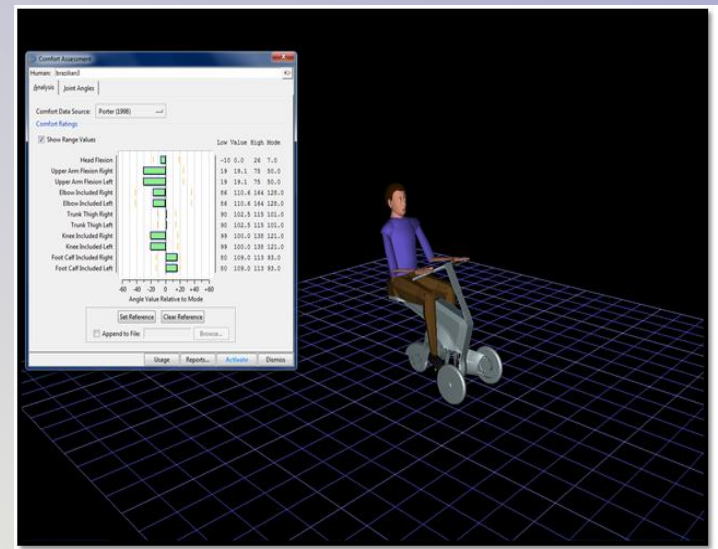 Comfort Assessment
Human: brazilian3
Analysis Joint Angles
Comfort Data Source: Porter (1998)
Comfort Ratings
Show Range Values
Low Value High Mode
Head Flexion -10 0.0 26 7.0
Upper Arm Flexion Right 19 19.1 75 50.0
Upper Arm Flexion Left 19 19.1 75 50.0
Elbow Included Right 86 110.6 164 128.0
Elbow Included Left 86 110.6 164 128.0
Trunk Thigh Right 90 102.5 115 101.0
Trunk Thigh Left 90 102.5 115 101.0
Knee Included Right 99 100.0 138 121.0
Knee Included Left 99 100.0 138 121.0
Foot Calf Included Right 80 109.0 113 93.0
Foot Calf Included Left 80 109.0 113 93.0
-60 -40 -20 0 +20 +40 +60
Angle Value Relative to Mode
Set Reference Clear Reference
Append to File: Browse...
Usage Reports... Activate Dismiss